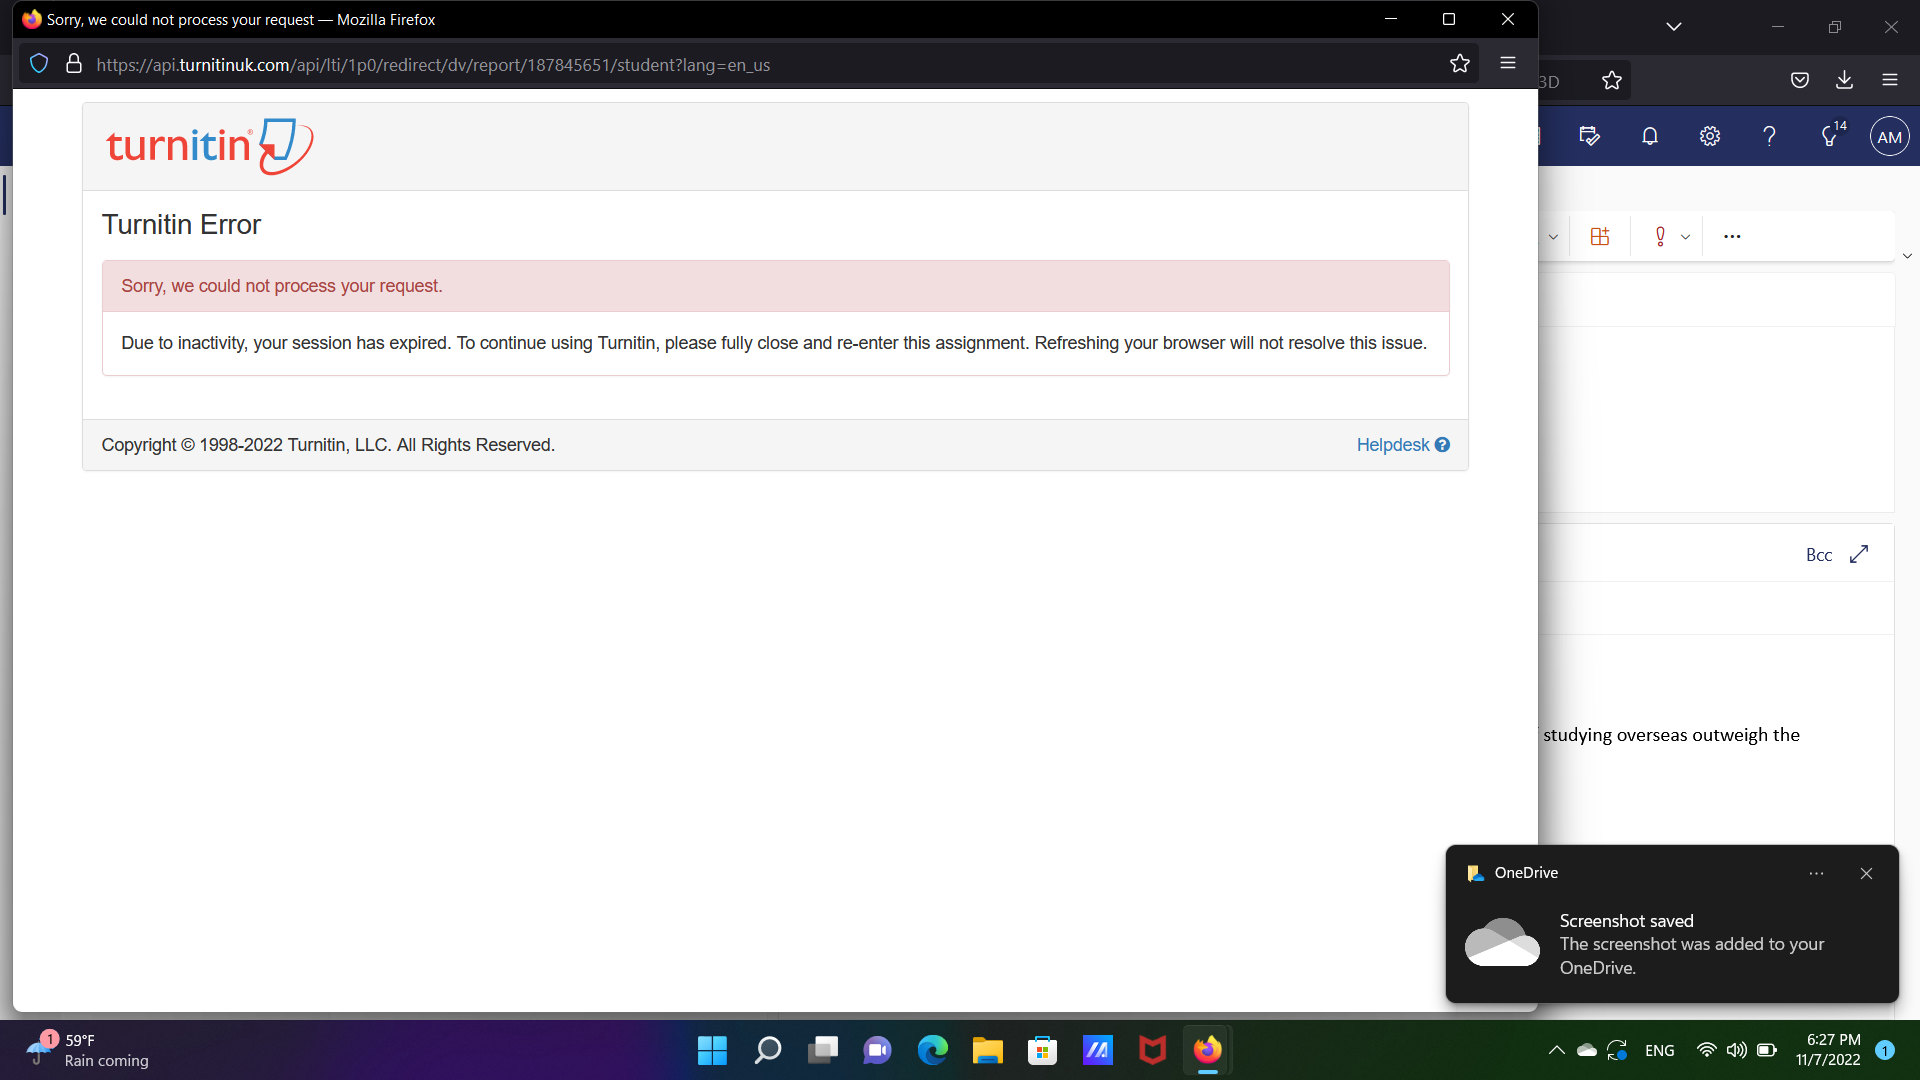 Sorry, we could not process your request — Mozilla Firefox
https://api.turnitinuk.com/api/lti/1p0/redirect/dv/report/187845651/student?lang=en_us
3D
14
AM
turnitin
Turnitin Error
Sorry, we could not process your request.
Due to inactivity, your session has expired. To continue using Turnitin, please fully close and re-enter this assignment. Refreshing your browser will not resolve this issue.
Copyright © 1998-2022 Turnitin, LLC. All Rights Reserved.
Helpdesk ?
Bcc
studying overseas outweigh the
OneDrive
Screenshot saved
The screenshot was added to your
OneDrive.
1
59°F
Rain coming
ENG
6:27 PM
11/7/2022
1